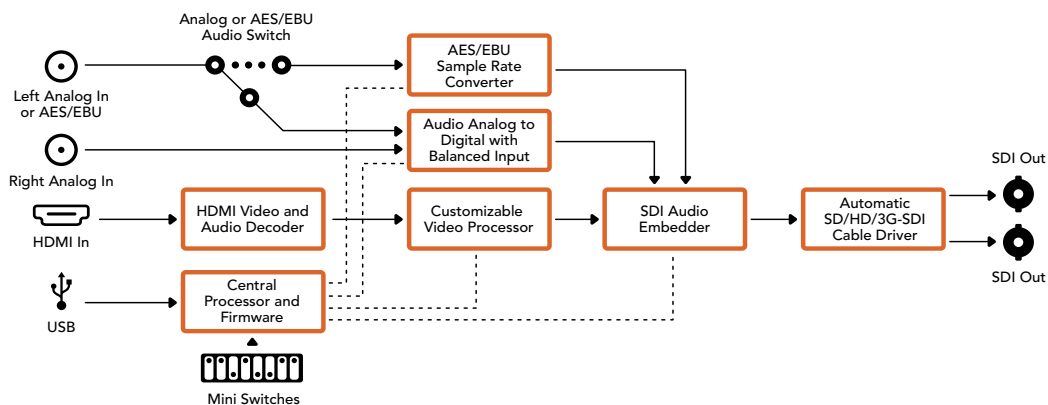 Analog or AES/EBU
Audio Switch
Left Analog In
or AES/EBU
AES/EBU
Sample Rate
Converter
Audio Analog to
Digital with
Balanced Input
Right Analog In
HDMI In
HDMI Video and
Audio Decoder
Customizable
Video Processor
SDI Audio
Embedder
Automatic
SD/HD/3G-SDI
Cable Driver
SDI Out
SDI Out
USB
Central
Processor and
Firmware
Mini Switches